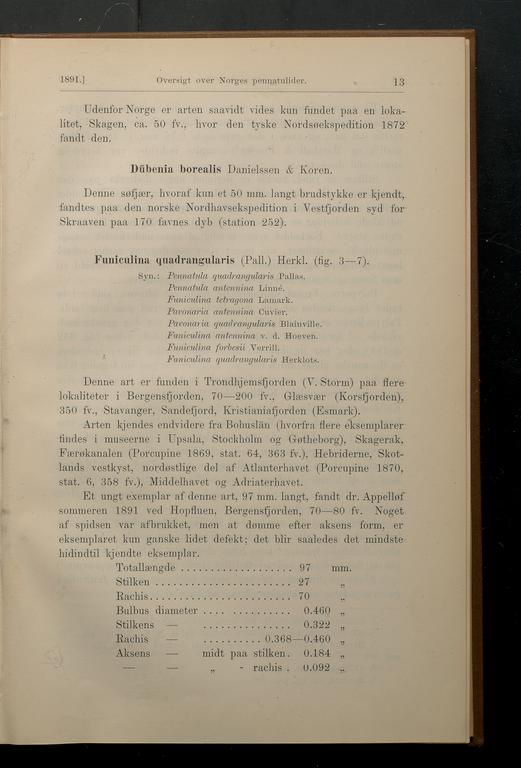 1891.] Oversigt over Norges pennatulider. 13
Udenfor Norge er arten saavidt vides kun fundet paa en loka-
litet, Skagen, ca. 50 fv., hvor den tyske Nordsøekspedition 1872
fandt den.
Dübenia borealis Danielssen & Koren.
Denne søfjær, hvoraf kun et 50 mm. langt brudstykke er kjendt,
fandtes paa den norske Nordhavsekspedition i Vestfjorden syd for
Skraaven paa 170 favnes dyb (station 252).
Funiculina quadrangularis (Pall.) Herkl. (fig. 3—7).
Syn.: Pennatula quadrangularis Pallas.
Pennatula antennina Linné.
Funiculina tetragona Lamark.
Pavonaria antennina Cuvier.
Pavonaria quadrangularis Blainville.
Funiculina antennina v. d. Hoeven.
Funiculina forbesii Verrill.
Funiculina quadrangularis Herklots.
Denne art er funden i Trondhjemsfjorden (V. Storm) paa flere
lokaliteter i Bergensfjorden, 70—200 fv., Glæsvær (Korsfjorden),
350 fv., Stavanger, Sandefjord, Kristianiafjorden (Esmark).
Arten kjendes endvidere fra Bohuslän (hvorfra flere eksemplarer
findes i museerne i Upsala, Stockholm og Gøtheborg), Skagerak,
Færøkanalen (Porcupine 1869, stat. 64, 363 fv.), Hebriderne, Skot-
lands vestkyst, nordøstlige del af Atlanterhavet (Porcupine 1870,
stat. 6, 358 fv.), Middelhavet og Adriaterhavet.
Et ungt exemplar af denne art, 97 mm. langt, fandt dr. Appelløf
sommeren 1891 ved Hopfluen, Bergensfjorden, 70—80 fv. Noget
af spidsen var afbrukket, men at dømme efter aksens form, er
eksemplaret kun ganske lidet defekt; det blir saaledes det mindste
hidindtil kjendte eksemplar.
Totallængde . . . . . . . . . . . . . . . . . . 97 mm.
Stilken . . . . . . . . . . . . . . . . . . . . . . 27 „
Rachis . . . . . . . . . . . . . . . . . . . . . . . 70 „
Bulbus diameter . . . . . . . . . . . . . . . 0.460 „
Stilkens — . . . . . . . . . . . . . . 0.322 „
Rachis — . . . . . . . . . . 0.368—0.460 „
Aksens — midt paa stilken. 0.184 „
— — „ - rachis . 0.092 „